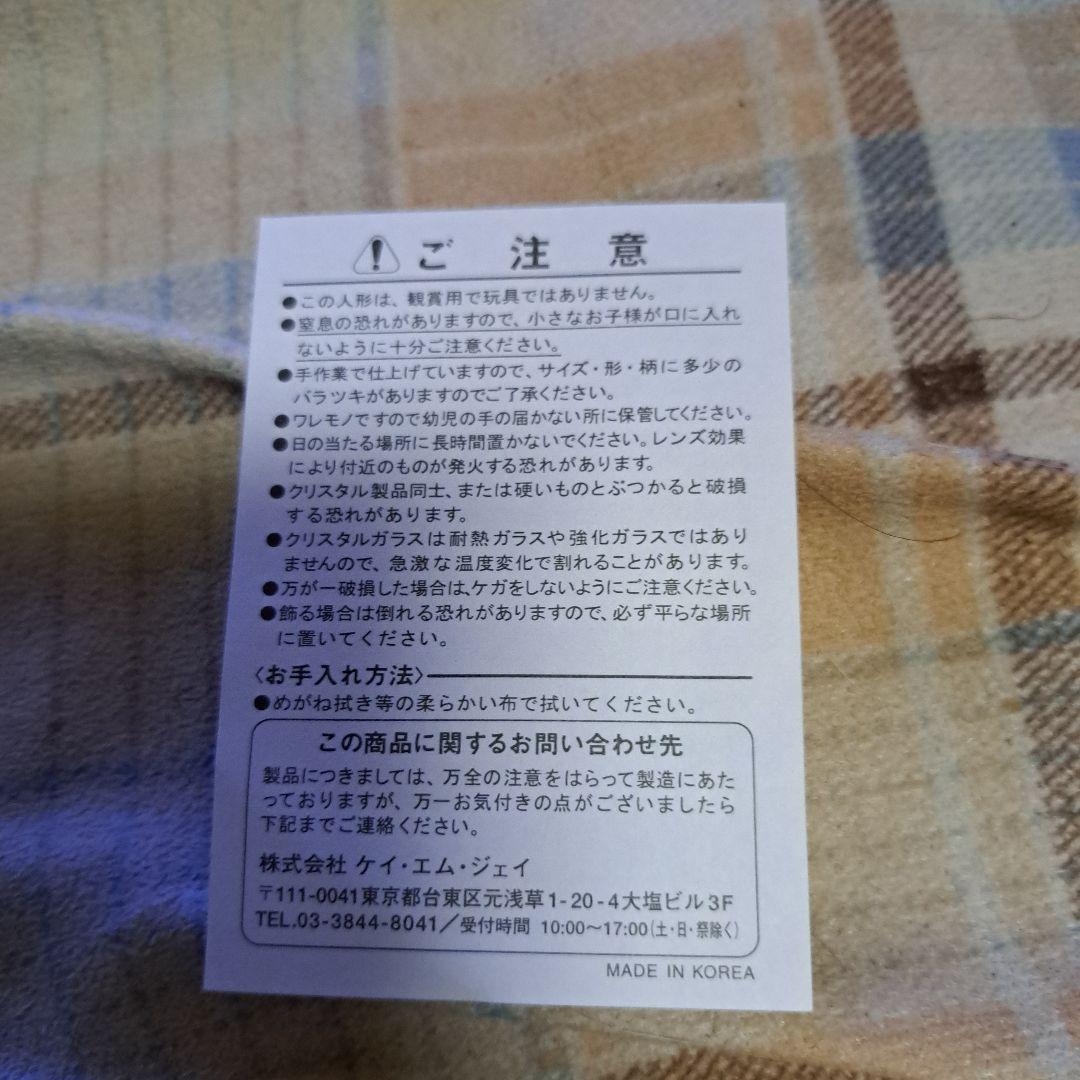 ご注意
●この人形は、観賞用で玩具ではありません。
●窒息の恐れがありますので、小さなお子様が口に入れ
ないように十分ご注意ください。
●手作業で仕上げていますので、サイズ・形・柄に多少の
バラツキがありますのでご了承ください。
●ワレモノですので幼児の手の届かない所に保管してください。
●日の当たる場所に長時間置かないでください。レンズ効果
により付近のものが発火する恐れがあります。
●クリスタル製品同士、または硬いものとぶつかると破損
する恐れがあります。
●クリスタルガラスは耐熱ガラスや強化ガラスではあり
ませんので、急激な温度変化で割れることがあります。
●万が一破損した場合は、ケガをしないようにご注意ください。
●飾る場合は倒れる恐れがありますので、必ず平らな場所
に置いてください。
〈お手入れ方法〉
●めがね拭き等の柔らかい布で拭いてください。
この商品に関するお問い合わせ先
製品につきましては、万全の注意をはらって製造にあた
っておりますが、万一お気付きの点がございましたら
下記までご連絡ください。
株式会社 ケイ・エム・ジェイ
〒111-0041東京都台東区元浅草1-20-4大塩ビル3F
TEL.03-3844-8041／受付時間 10:00〜17:00(土・日・祭除く)
MADE IN KOREA